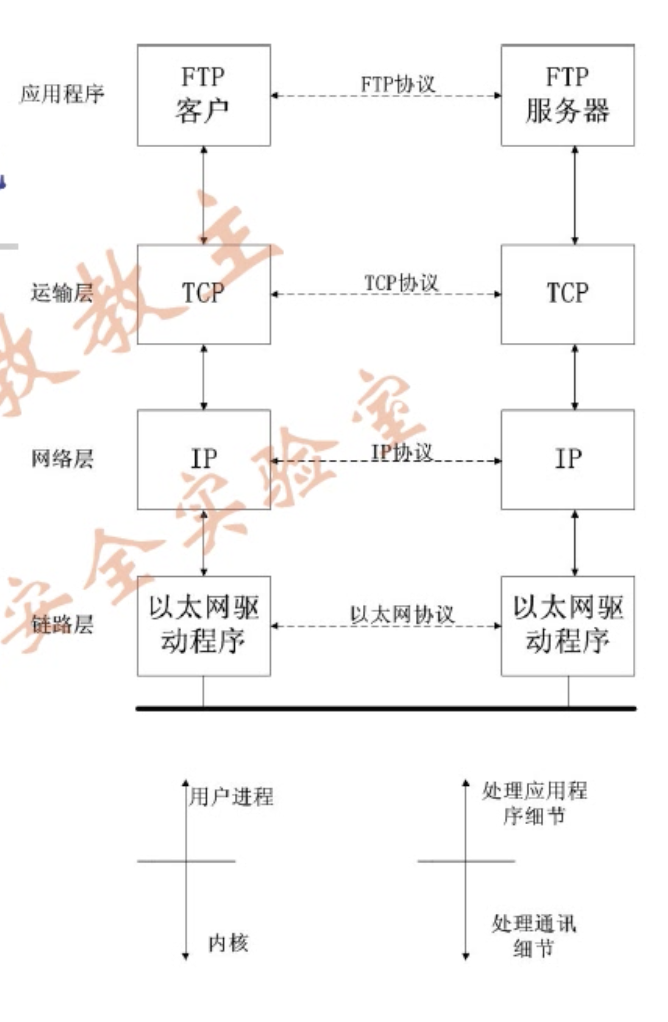 FTP
客户
FTP
服务器
应用程序
FTP协议
运输层
TCP
TCP协议
TCP
网络层
IP
IP协议
IP
链路层
以太网驱
动程序
以太网协议
以太网驱
动程序
用户进程
内核
处理应用程
序细节
处理通讯
细节
教教主
安全实验室